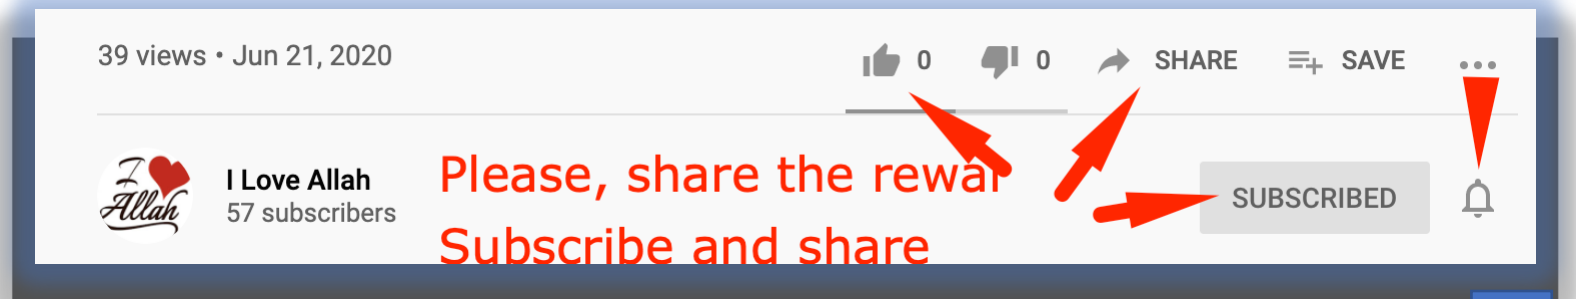 39 views • Jun 21, 2020
0
0
SHARE
SAVE
I
Allah
I Love Allah
57 subscribers
Please, share the
Subscribe and share
SUBSCRIBED